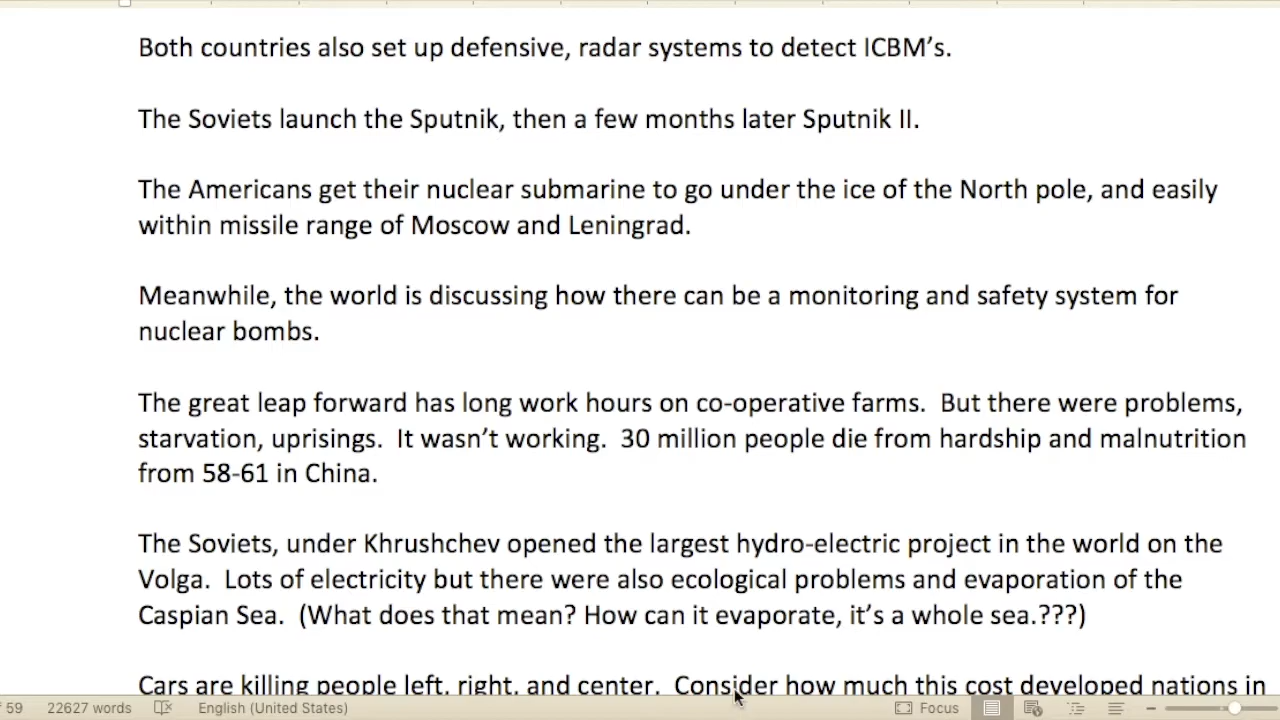 Both countries also set up defensive, radar systems to detect ICBM’s.
The Soviets launch the Sputnik, then a few months later Sputnik II.
The Americans get their nuclear submarine to go under the ice of the North pole, and easily
within missile range of Moscow and Leningrad.
Meanwhile, the world is discussing how there can be a monitoring and safety system for
nuclear bombs.
The great leap forward has long work hours on co-operative farms.  But there were problems,
starvation, uprisings.  It wasn’t working.  30 million people die from hardship and malnutrition
from 58-61 in China.
The Soviets, under Khrushchev opened the largest hydro-electric project in the world on the
Volga.  Lots of electricity but there were also ecological problems and evaporation of the
Caspian Sea.  (What does that mean? How can it evaporate, it’s a whole sea.???)
Cars are killing people left, right, and center.  Consider how much this cost developed nations in
59 22627 words English (United States) Focus